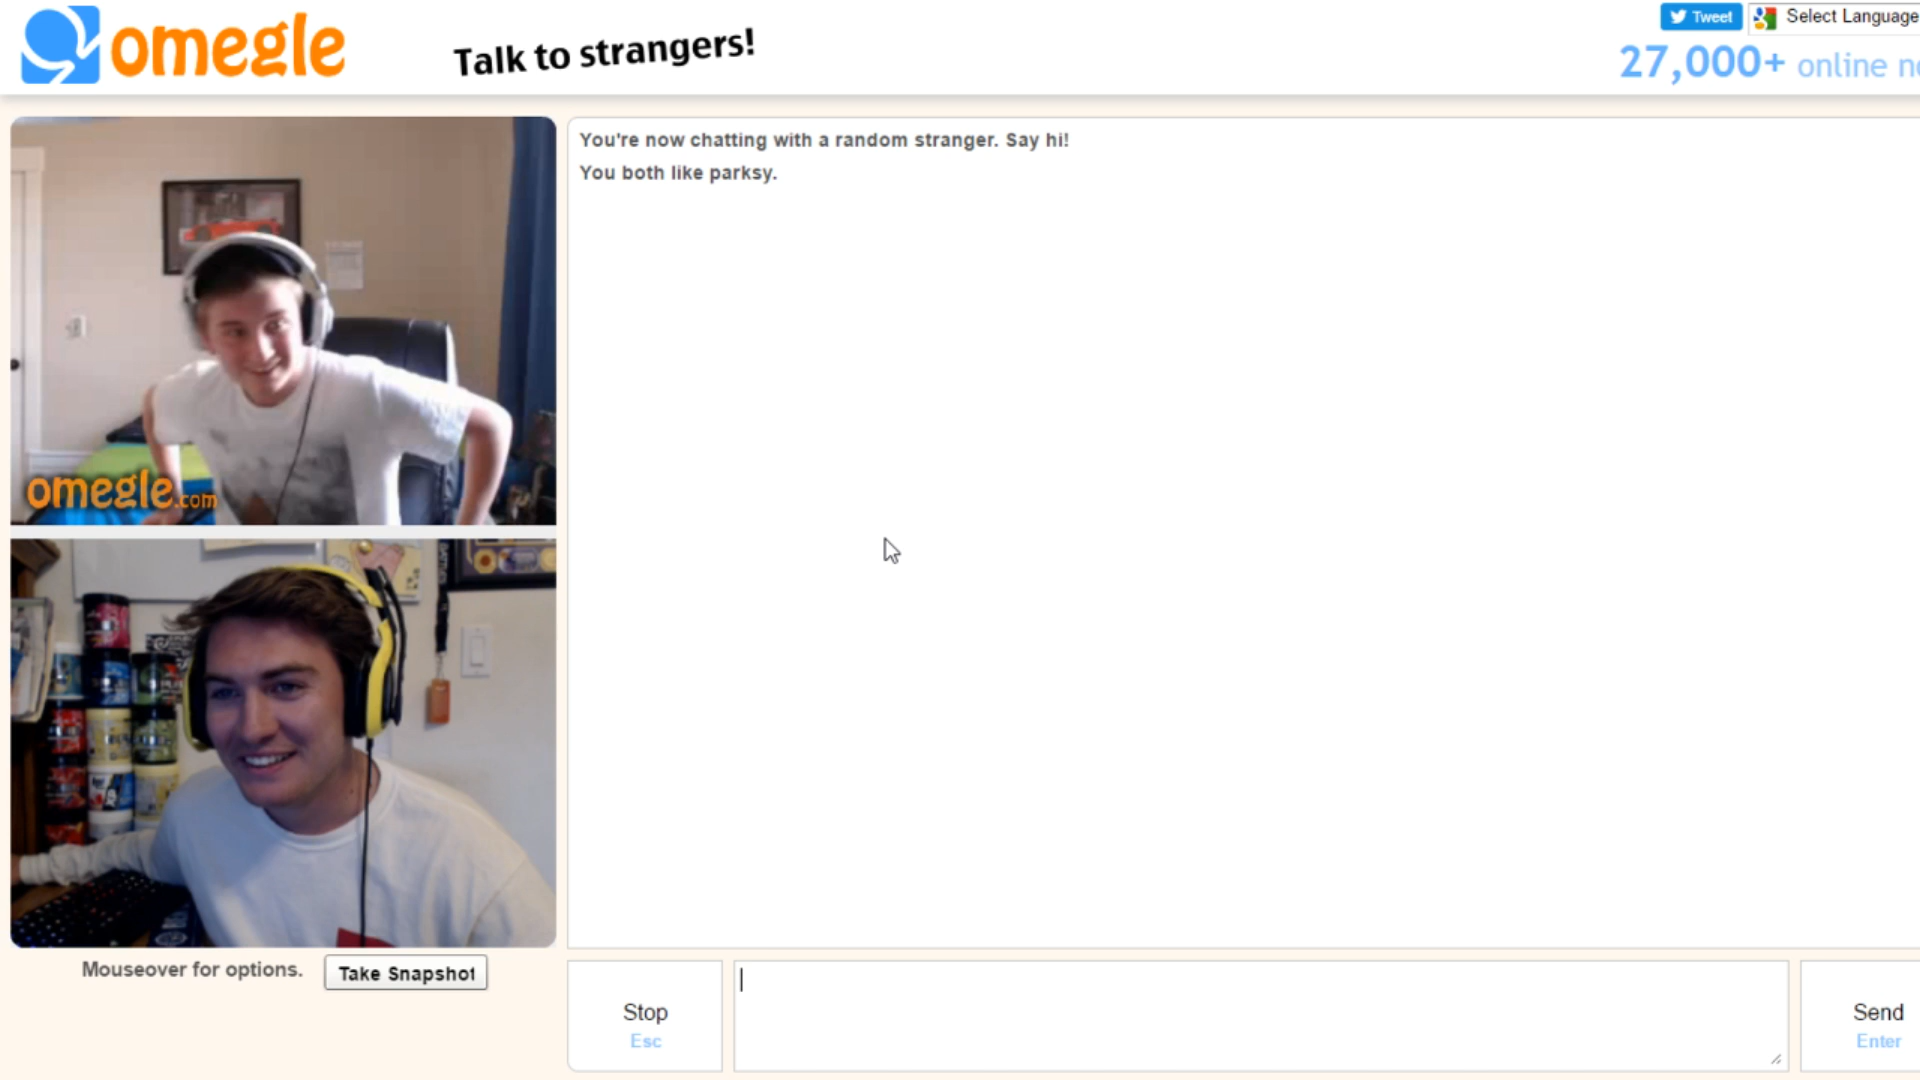 omegle
Talk to strangers!
Tweet
Select Language
27,000+ online no
You're now chatting with a random stranger. Say hi!
You both like parksy.
omegle.com
Mouseover for options.
Take Snapshot
Stop
Esc
Send
Enter